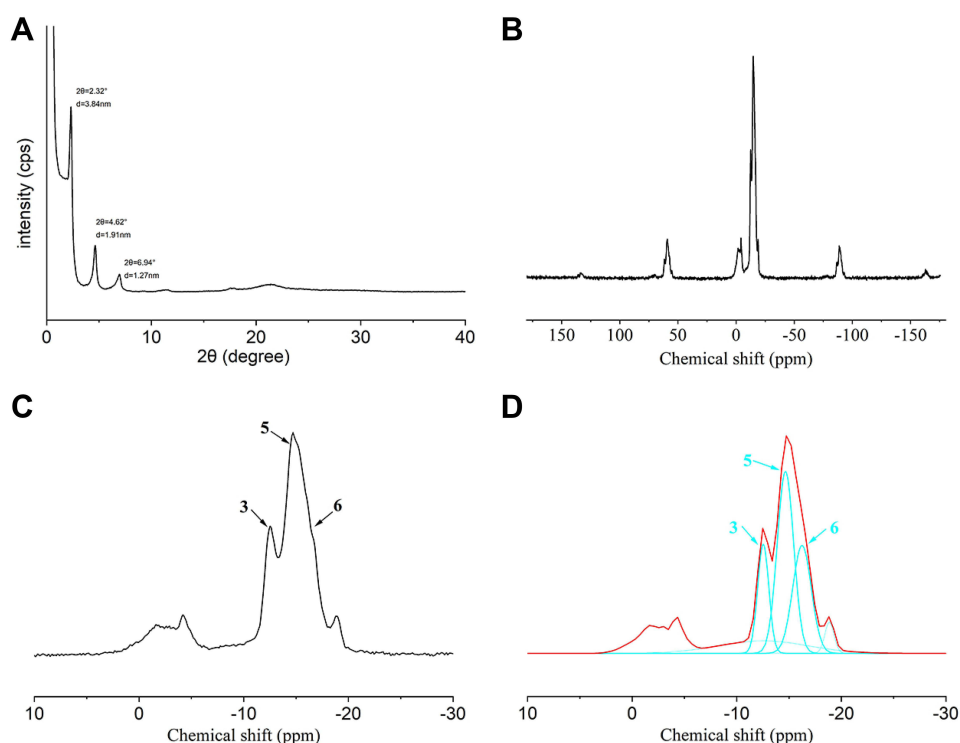 A
2θ=2.32°
d=3.84nm
2θ=4.62°
d=1.91nm
2θ=6.94°
d=1.27nm
intensity (cps)
0 10 20 30 40
2θ (degree)
B
150 100 50 0 -50 -100 -150
Chemical shift (ppm)
C
5
3
6
10 0 -10 -20 -30
Chemical shift (ppm)
D
5
3
6
10 0 -10 -20 -30
Chemical shift (ppm)